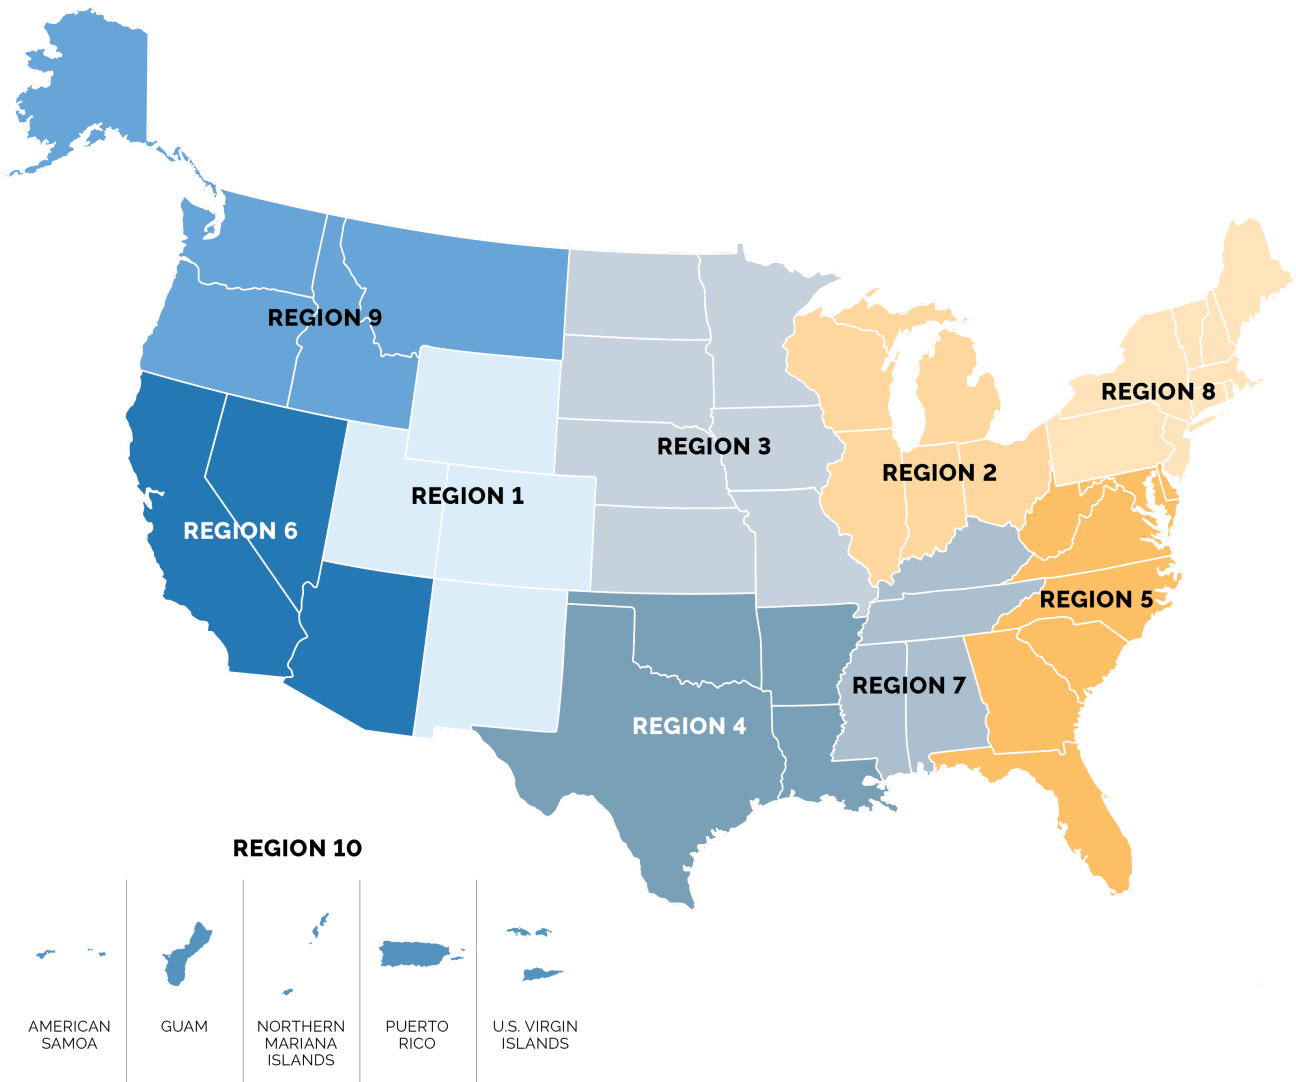 REGION 9
REGION 8
REGION 3
REGION 2
REGION 1
REGION 6
REGION 5
REGION 7
REGION 4
REGION 10
AMERICAN
SAMOA
GUAM
NORTHERN
MARIANA
ISLANDS
PUERTO
RICO
U.S. VIRGIN
ISLANDS